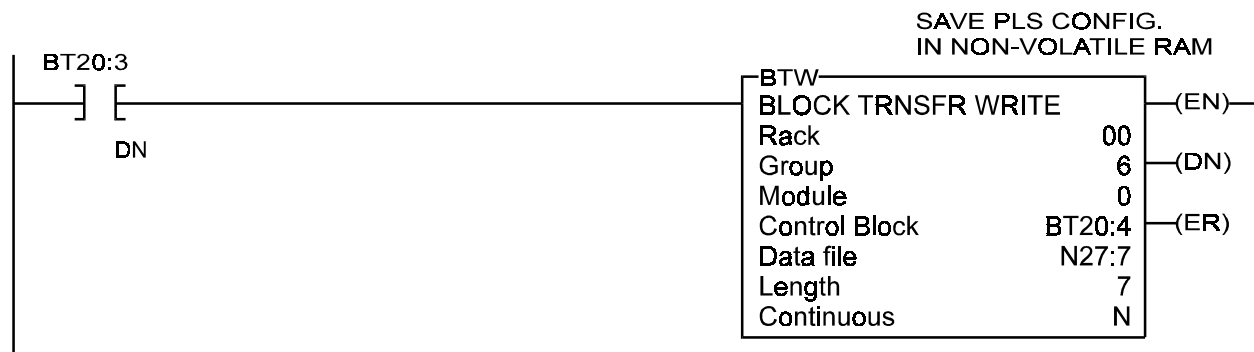 SAVE PLS CONFIG.
IN NON-VOLATILE RAM
BT20:3
DN
BTW
BLOCK TRNSFR WRITE
Rack 00
Group 6
Module 0
Control Block BT20:4
Data file N27:7
Length 7
Continuous N
(EN)
(DN)
(ER)